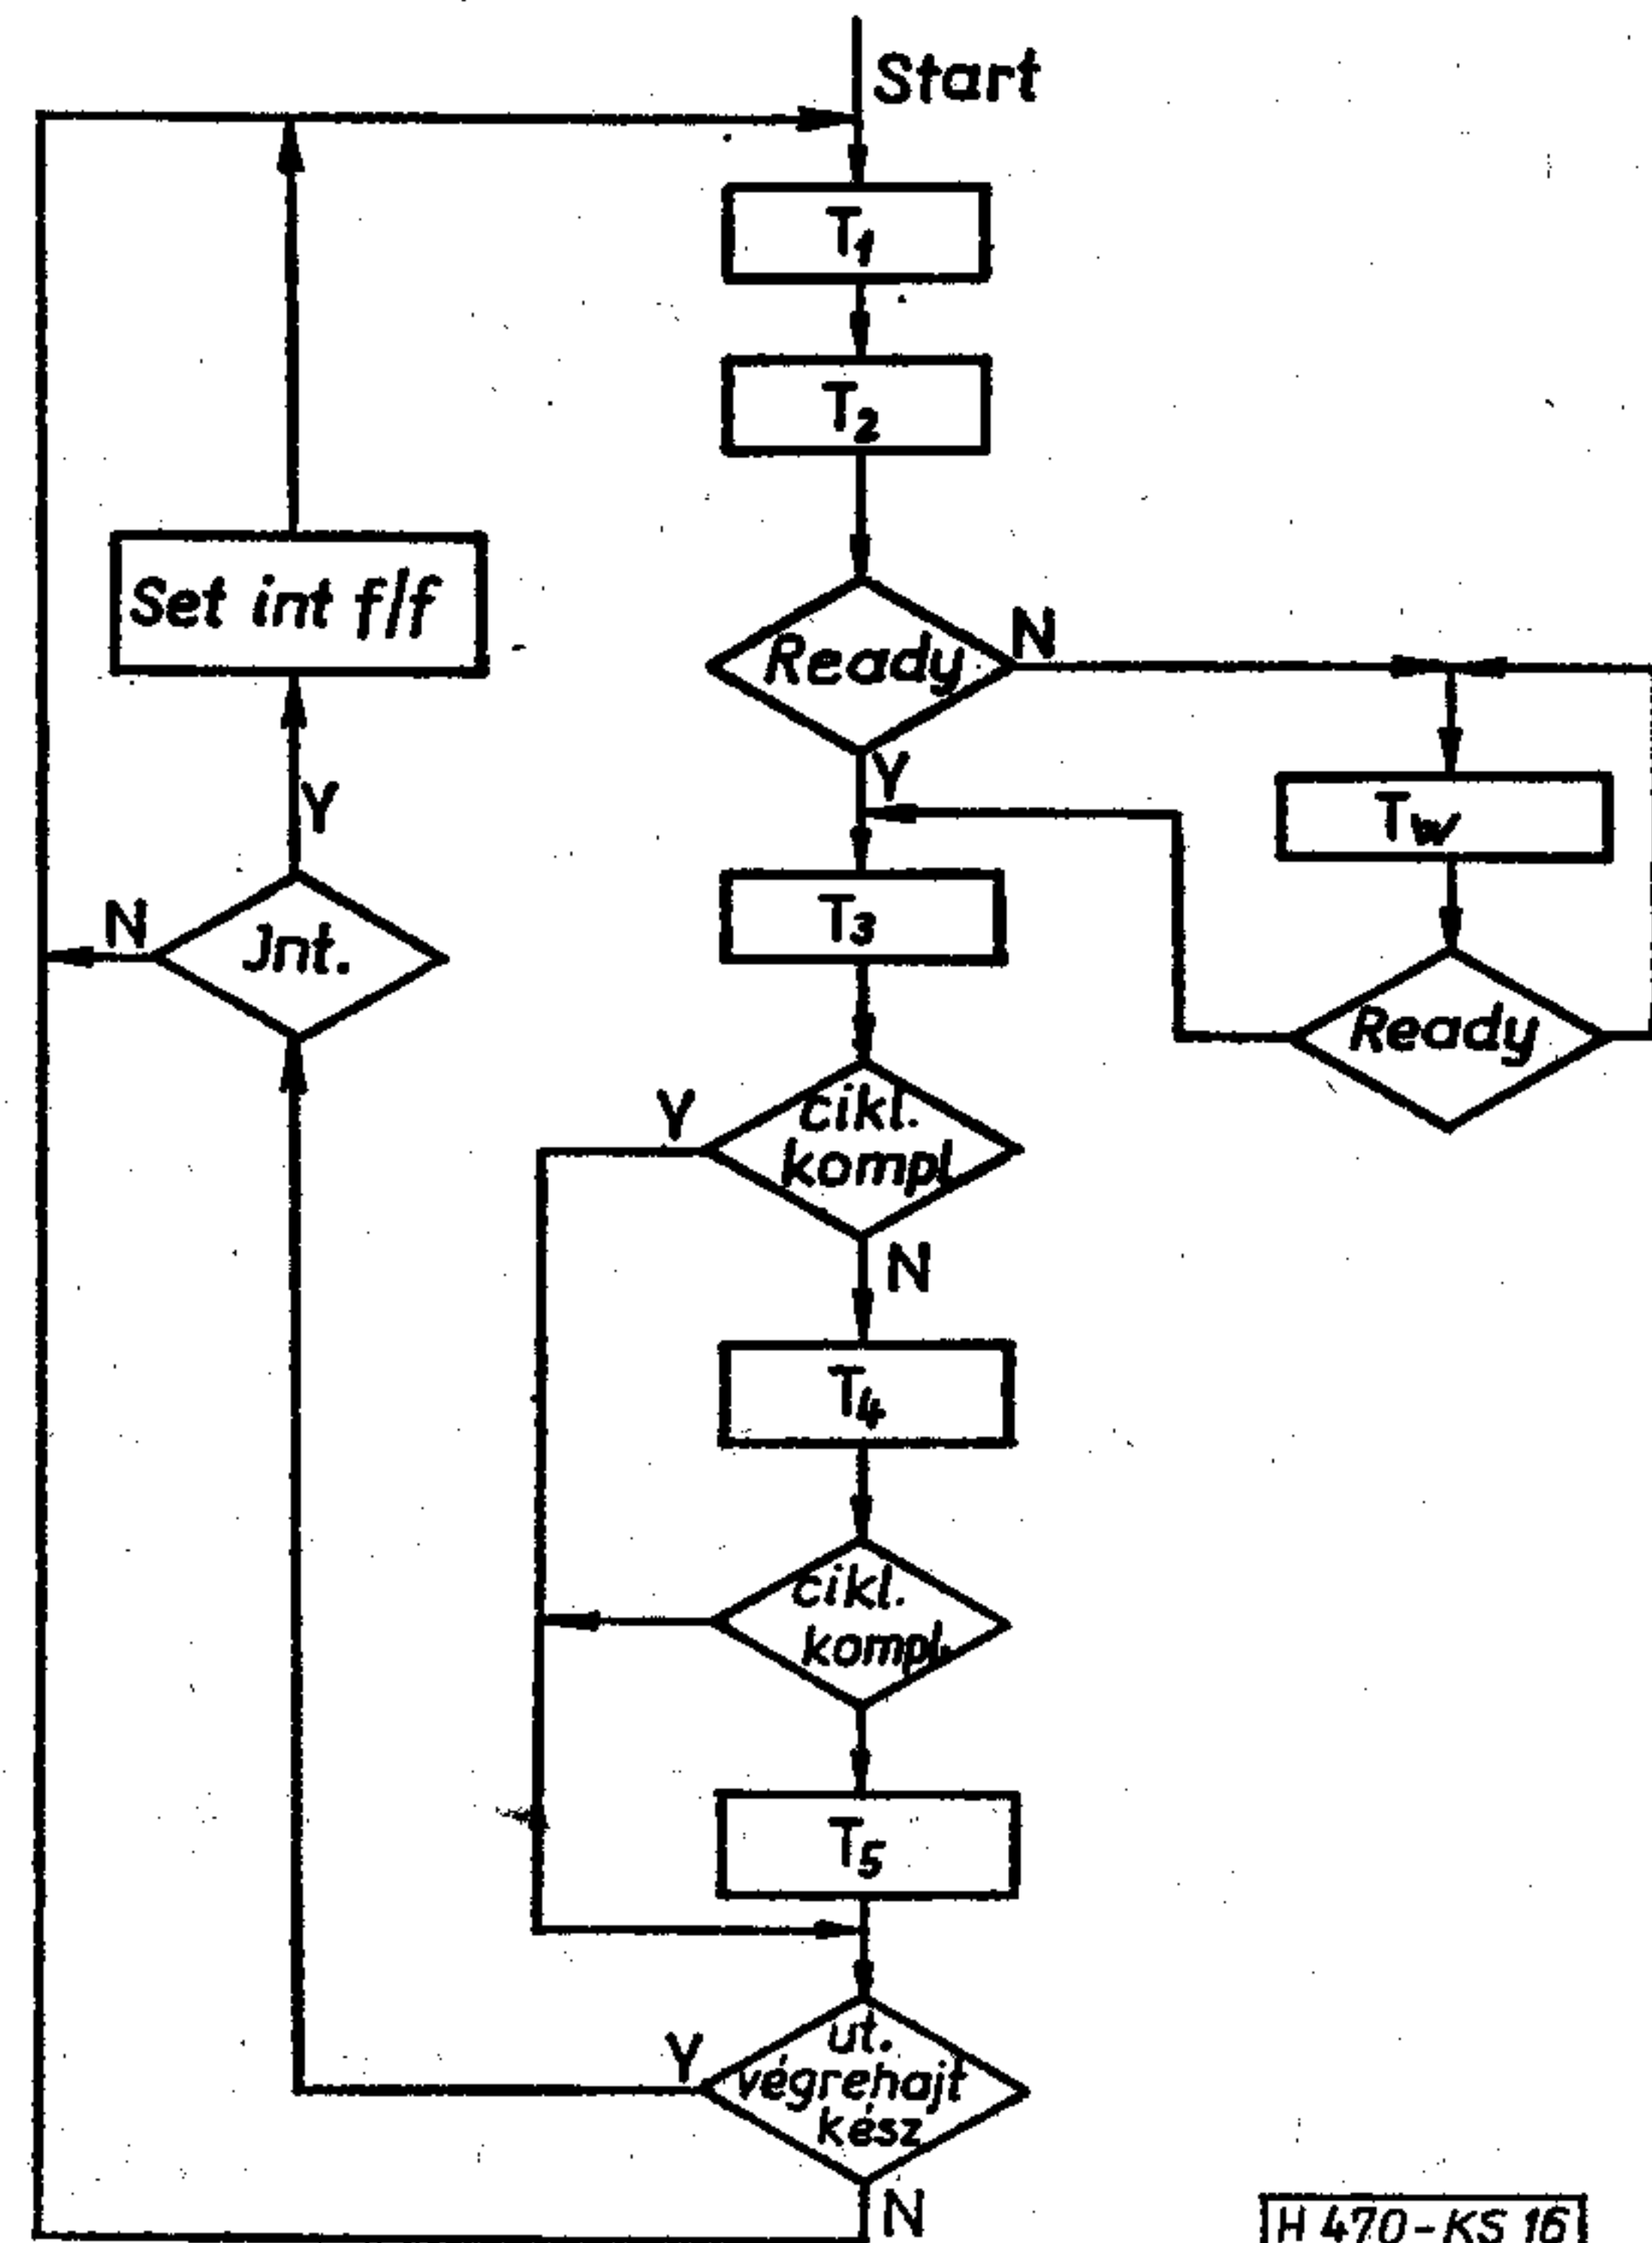 Start
T1
T2
Set int f/f
Ready
N
Y
Tw
Y
T3
N
Jnt.
Ready
Y
cikl.
kompl.
N
T4
cikl.
kompl.
T5
Y
ut.
végrehajt
kész
N
H 470-KS 16